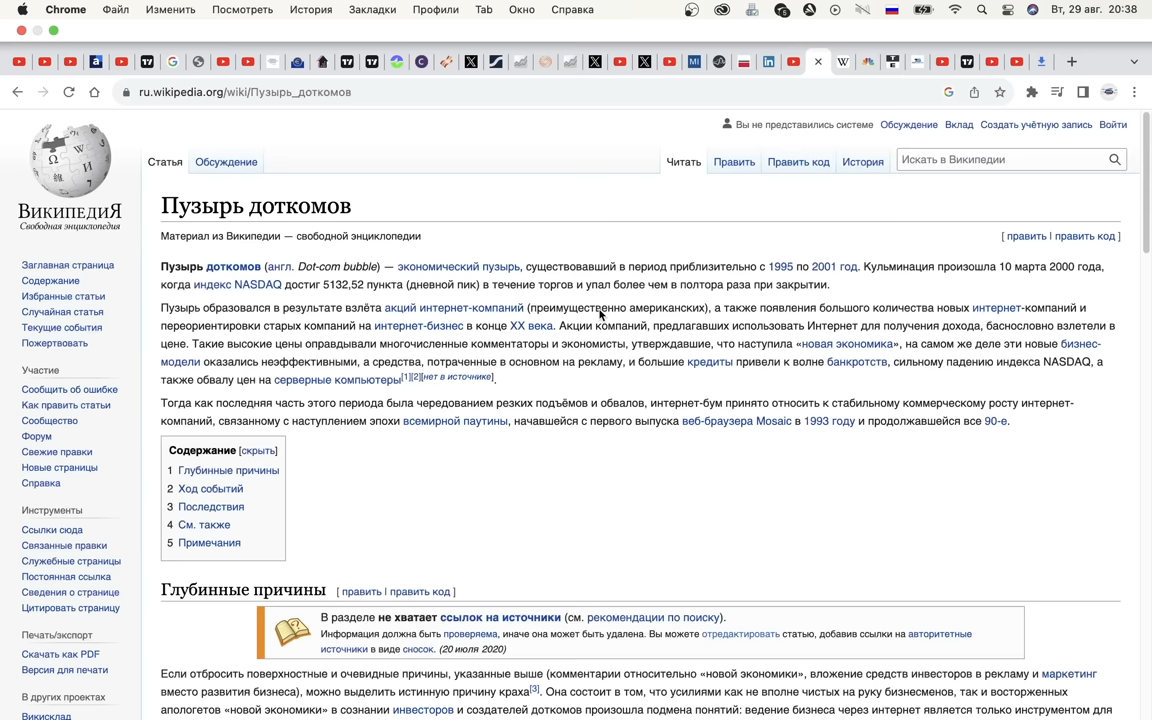 Chrome Файл Изменить Посмотреть История Закладки Профили Tab Окно Справка Вт, 29 авг. 20:38
ru.wikipedia.org/wiki/Пузырь_доткомов
Вы не представились системе Обсуждение Вклад Создать учётную запись Войти
Статья Обсуждение Читать Править Править код История Искать в Википедии
ВИКИПЕДИЯ
Свободная энциклопедия
Заглавная страница
Содержание
Избранные статьи
Случайная статья
Текущие события
Пожертвовать
Участие
Сообщить об ошибке
Как править статьи
Сообщество
Форум
Свежие правки
Новые страницы
Справка
Инструменты
Ссылки сюда
Связанные правки
Служебные страницы
Постоянная ссылка
Сведения о странице
Цитировать страницу
Печать/экспорт
Скачать как PDF
Версия для печати
В других проектах
Викисклад
Пузырь доткомов
Материал из Википедии — свободной энциклопедии [ править | править код ]
Пузырь доткомов (англ. Dot-com bubble) — экономический пузырь, существовавший в период приблизительно с 1995 по 2001 год. Кульминация произошла 10 марта 2000 года,
когда индекс NASDAQ достиг 5132,52 пункта (дневной пик) в течение торгов и упал более чем в полтора раза при закрытии.
Пузырь образовался в результате взлёта акций интернет-компаний (преимущественно американских), а также появления большого количества новых интернет-компаний и
переориентировки старых компаний на интернет-бизнес в конце XX века. Акции компаний, предлагавших использовать Интернет для получения дохода, баснословно взлетели в
цене. Такие высокие цены оправдывали многочисленные комментаторы и экономисты, утверждавшие, что наступила «новая экономика», на самом же деле эти новые бизнес-
модели оказались неэффективными, а средства, потраченные в основном на рекламу, и большие кредиты привели к волне банкротств, сильному падению индекса NASDAQ, а
также обвалу цен на серверные компьютеры[1][2][нет в источнике].
Тогда как последняя часть этого периода была чередованием резких подъёмов и обвалов, интернет-бум принято относить к стабильному коммерческому росту интернет-
компаний, связанному с наступлением эпохи всемирной паутины, начавшейся с первого выпуска веб-браузера Mosaic в 1993 году и продолжавшейся все 90-е.
Содержание [скрыть]
1 Глубинные причины
2 Ход событий
3 Последствия
4 См. также
5 Примечания
Глубинные причины [ править | править код ]
В разделе не хватает ссылок на источники (см. рекомендации по поиску).
Информация должна быть проверяема, иначе она может быть удалена. Вы можете отредактировать статью, добавив ссылки на авторитетные
источники в виде сносок. (20 июля 2020)
Если отбросить поверхностные и очевидные причины, указанные выше (комментарии относительно «новой экономики», вложение средств инвесторов в рекламу и маркетинг
вместо развития бизнеса), можно выделить истинную причину краха[3]. Она состоит в том, что усилиями как не вполне чистых на руку бизнесменов, так и восторженных
апологетов «новой экономики» в сознании инвесторов и создателей доткомов произошла подмена понятий: ведение бизнеса через интернет является только инструментом для